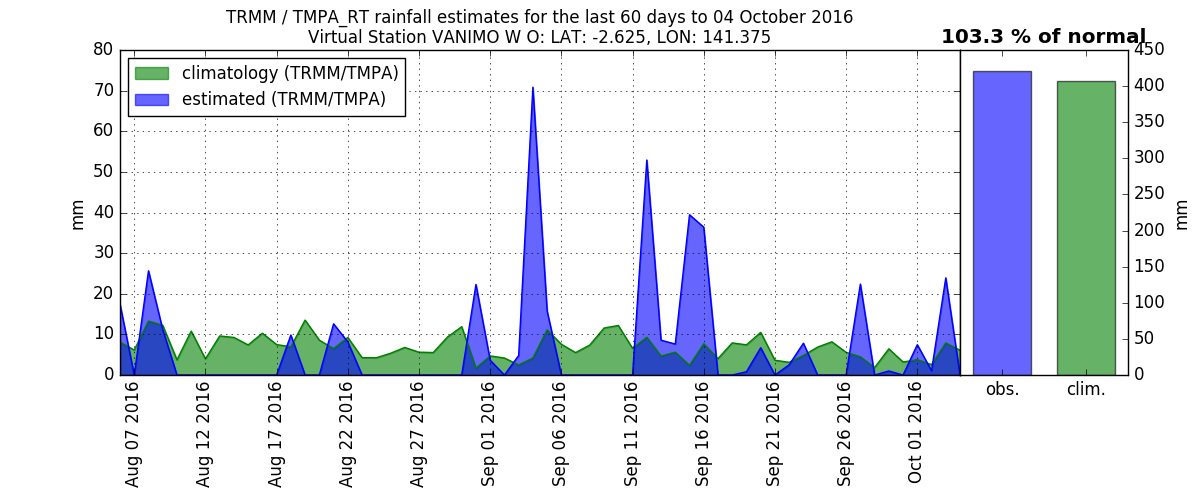 TRMM / TMPA_RT rainfall estimates for the last 60 days to 04 October 2016
Virtual Station VANIMO W O: LAT: -2.625, LON: 141.375
103.3 % of normal
climatology (TRMM/TMPA)
estimated (TRMM/TMPA)
mm
80
70
60
50
40
30
20
10
0
Aug 07 2016
Aug 12 2016
Aug 17 2016
Aug 22 2016
Aug 27 2016
Sep 01 2016
Sep 06 2016
Sep 11 2016
Sep 16 2016
Sep 21 2016
Sep 26 2016
Oct 01 2016
obs.
clim.
450
400
350
300
250
200
150
100
50
0
mm